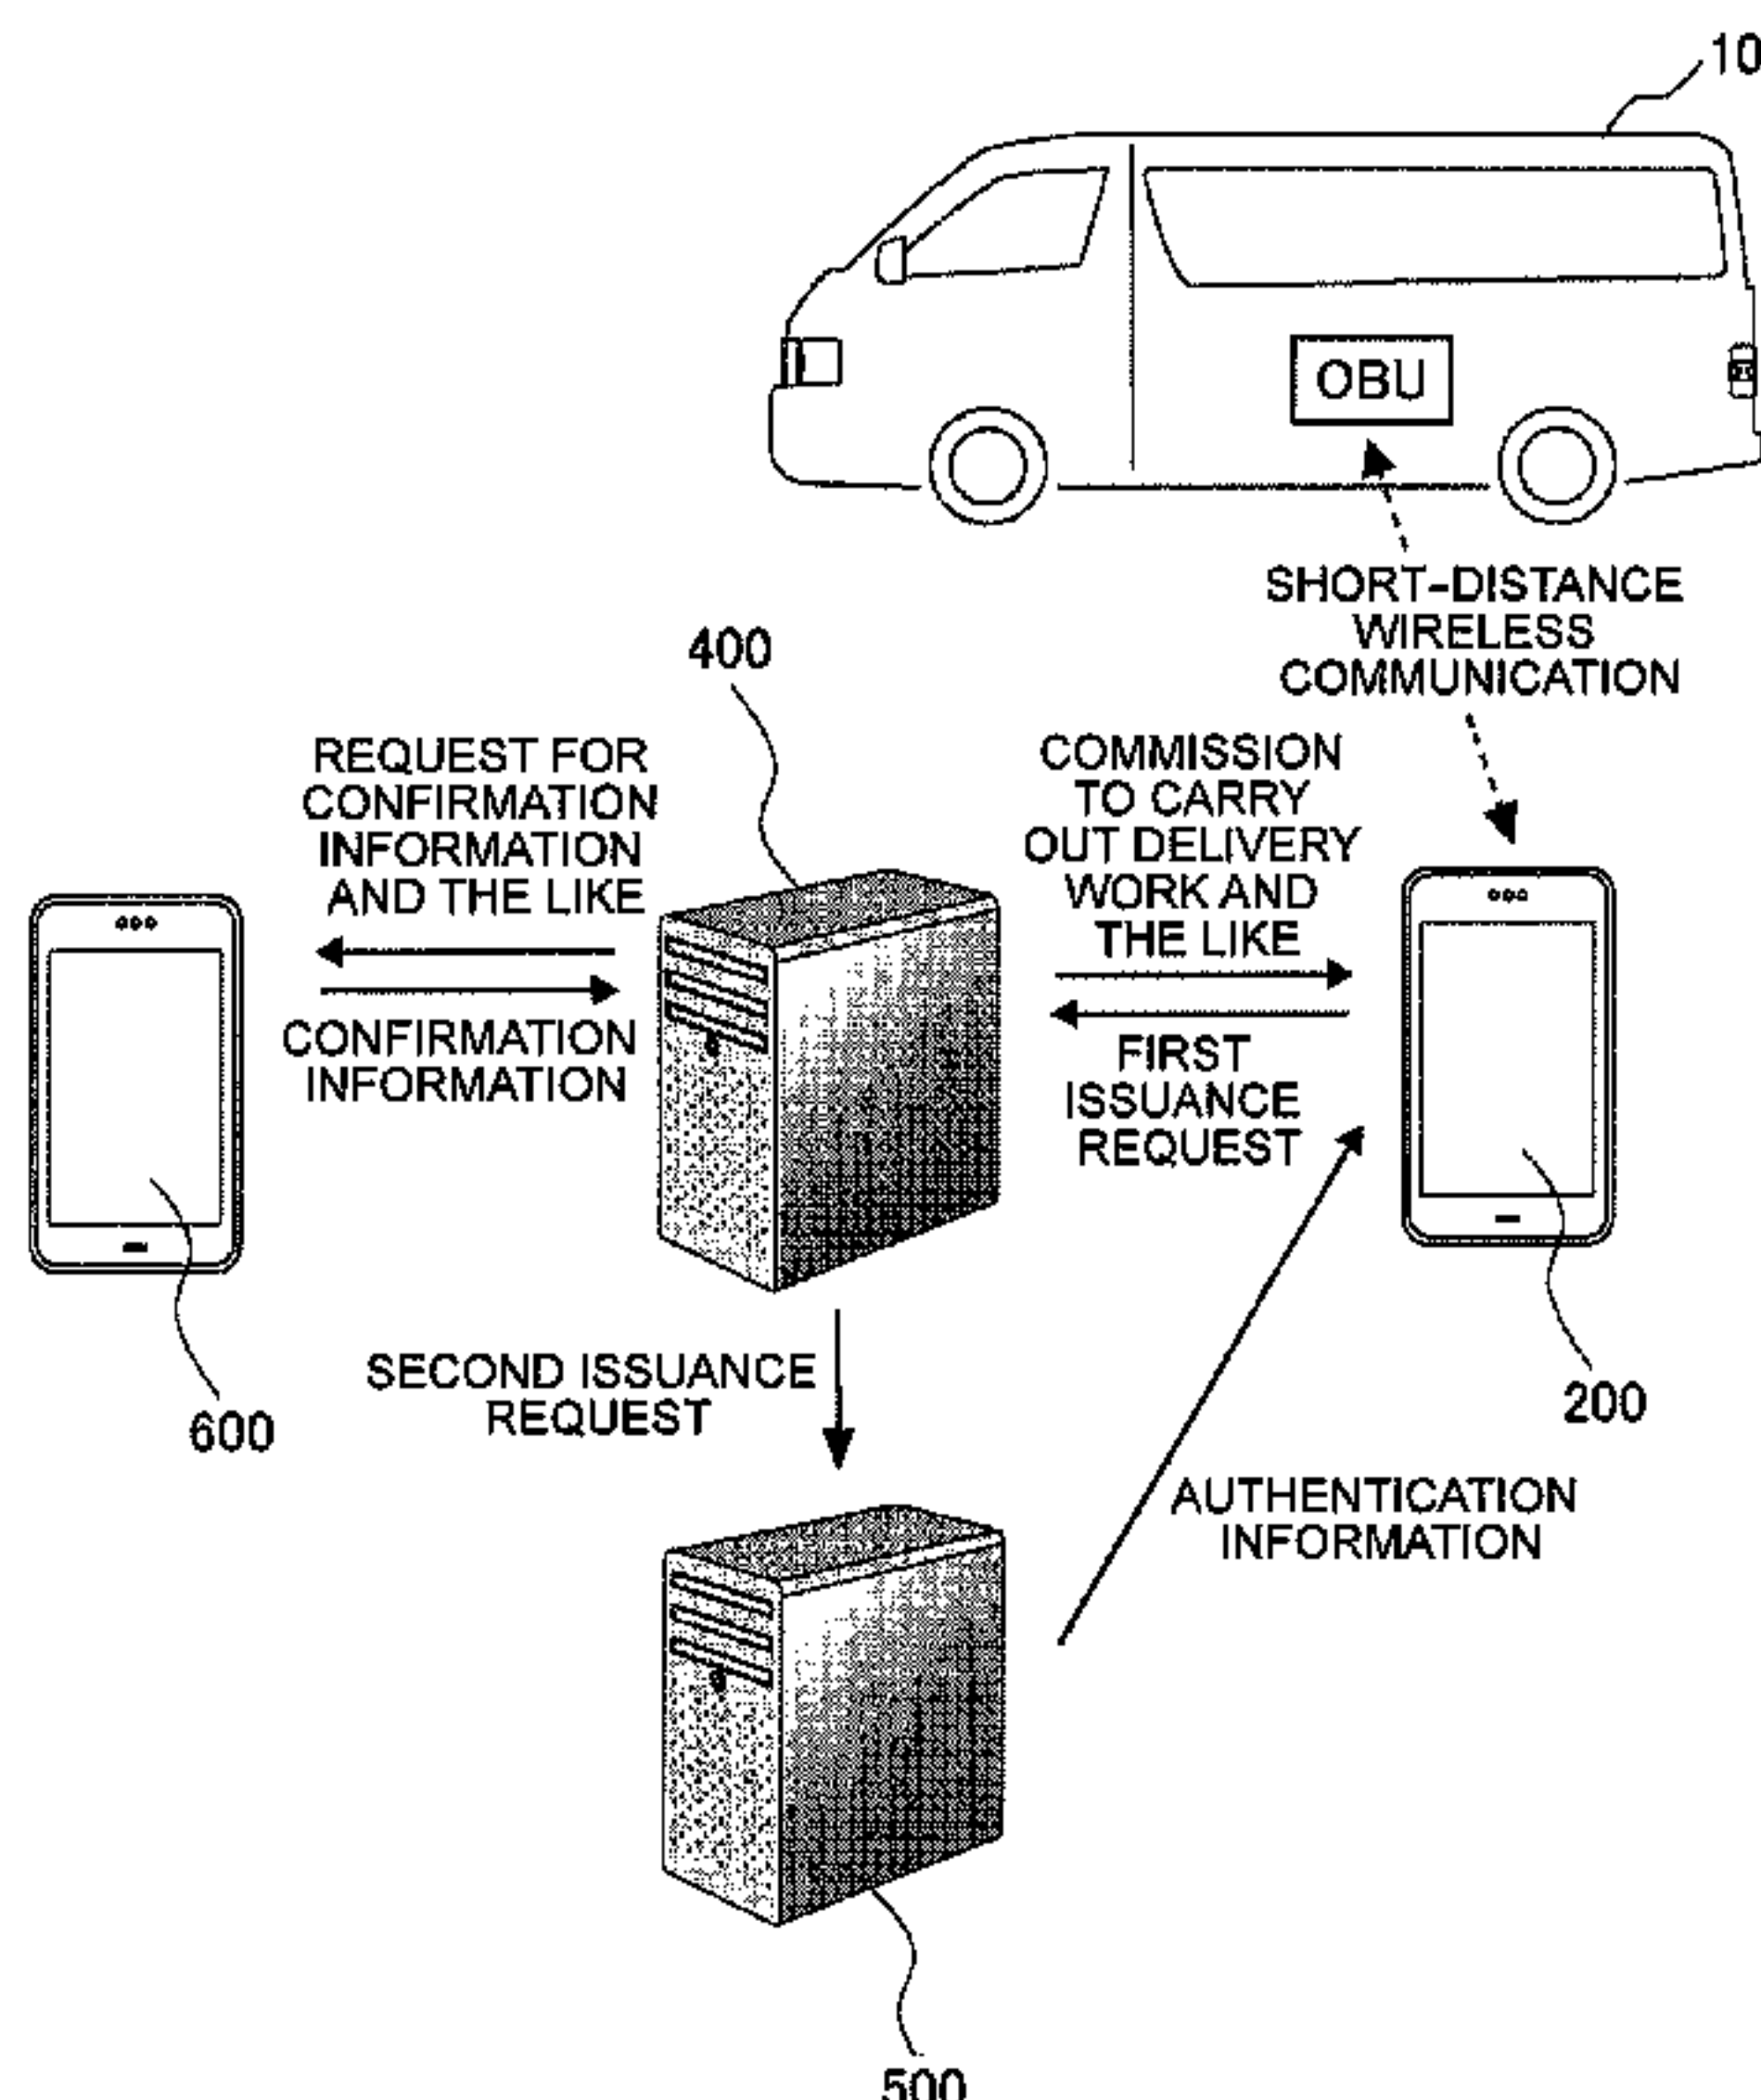 10
OBU
SHORT-DISTANCE
WIRELESS
COMMUNICATION
400
REQUEST FOR
CONFIRMATION
INFORMATION
AND THE LIKE
COMMISSION
TO CARRY
OUT DELIVERY
WORK AND
THE LIKE
CONFIRMATION
INFORMATION
FIRST
ISSUANCE
REQUEST
SECOND ISSUANCE
REQUEST
600
200
AUTHENTICATION
INFORMATION
500